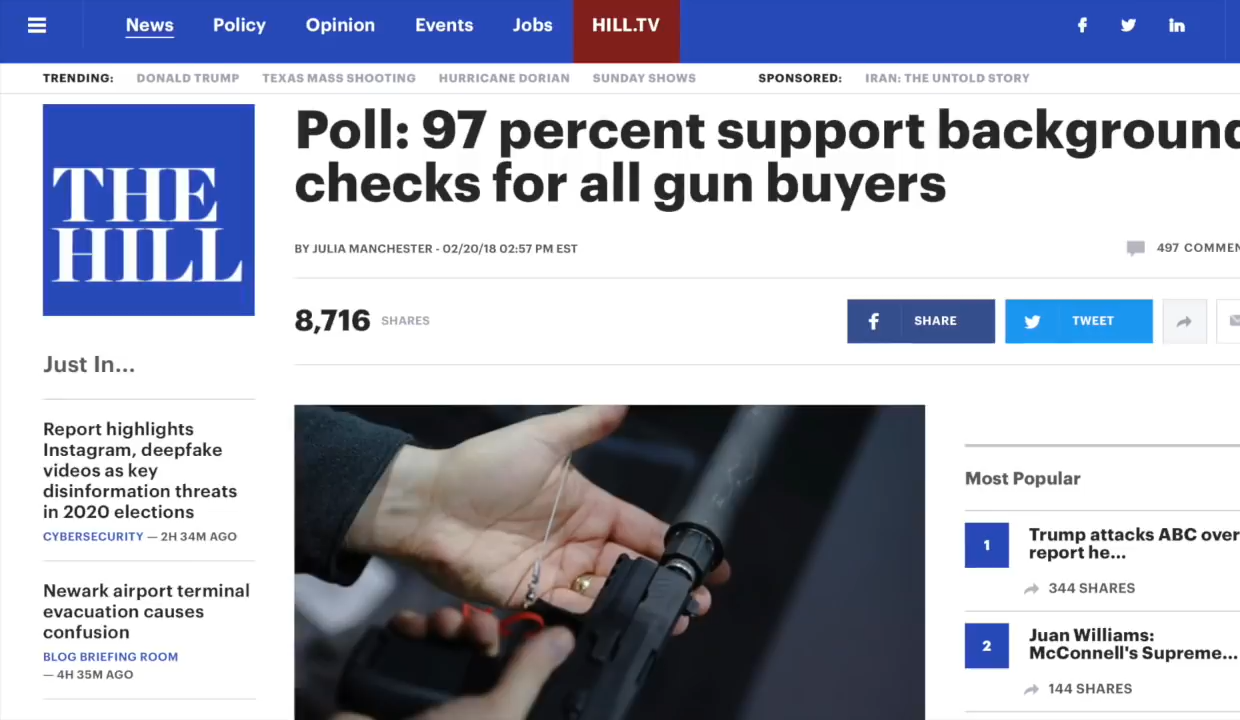 News Policy Opinion Events Jobs HILL.TV
TRENDING: DONALD TRUMP TEXAS MASS SHOOTING HURRICANE DORIAN SUNDAY SHOWS SPONSORED: IRAN: THE UNTOLD STORY
THE
HILL
Poll: 97 percent support background
checks for all gun buyers
BY JULIA MANCHESTER - 02/20/18 02:57 PM EST
497 COMMEN
8,716 SHARES
SHARE
TWEET
Just In...
Report highlights
Instagram, deepfake
videos as key
disinformation threats
in 2020 elections
CYBERSECURITY — 2H 34M AGO
Newark airport terminal
evacuation causes
confusion
BLOG BRIEFING ROOM
— 4H 35M AGO
Most Popular
1 Trump attacks ABC over
report he...
344 SHARES
2 Juan Williams:
McConnell's Supreme...
144 SHARES